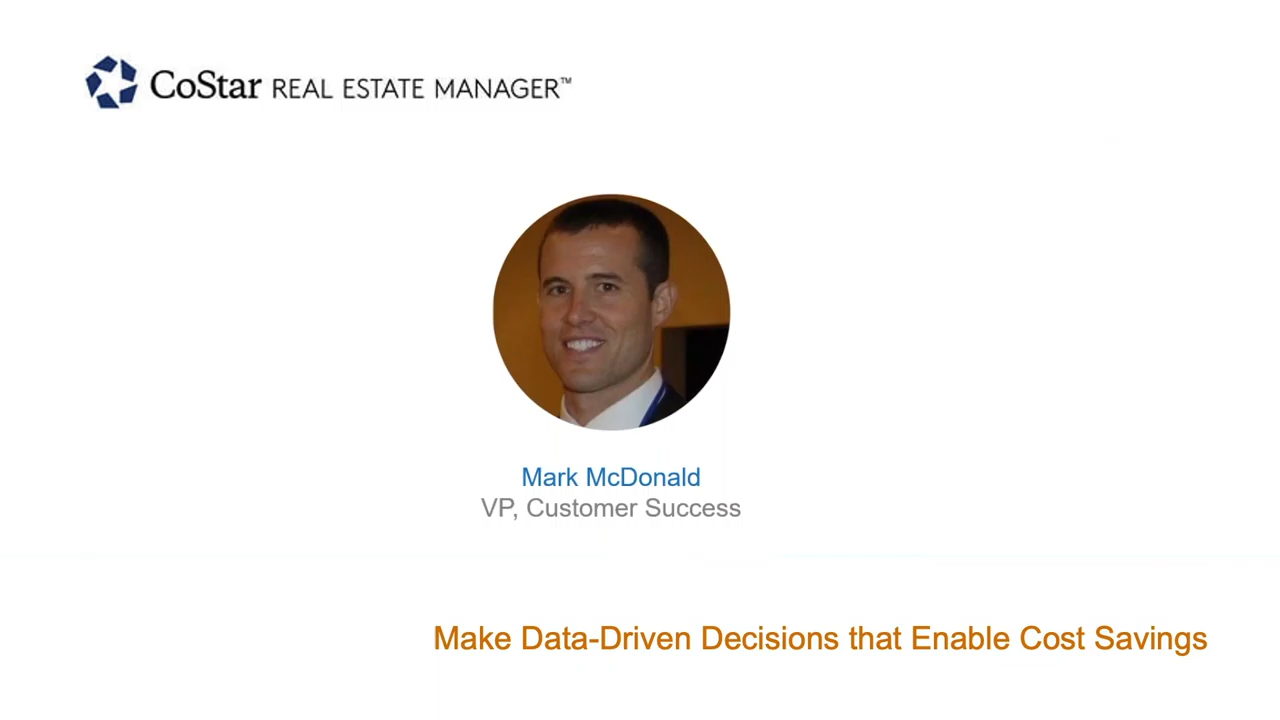 CoStar REAL ESTATE MANAGER™
Mark McDonald
VP, Customer Success
Make Data-Driven Decisions that Enable Cost Savings